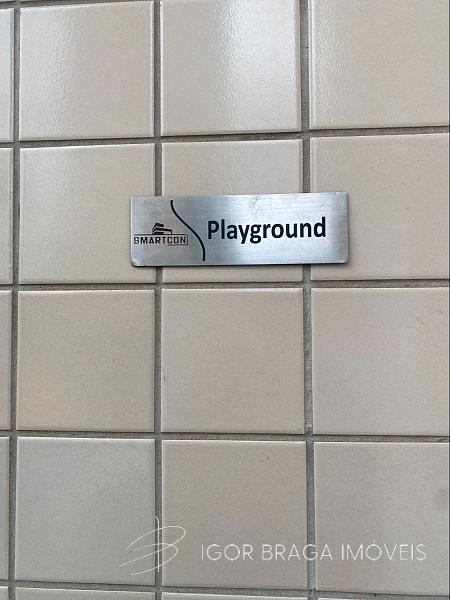 SMARTCON
Playground
IGOR BRAGA IMÓVEIS